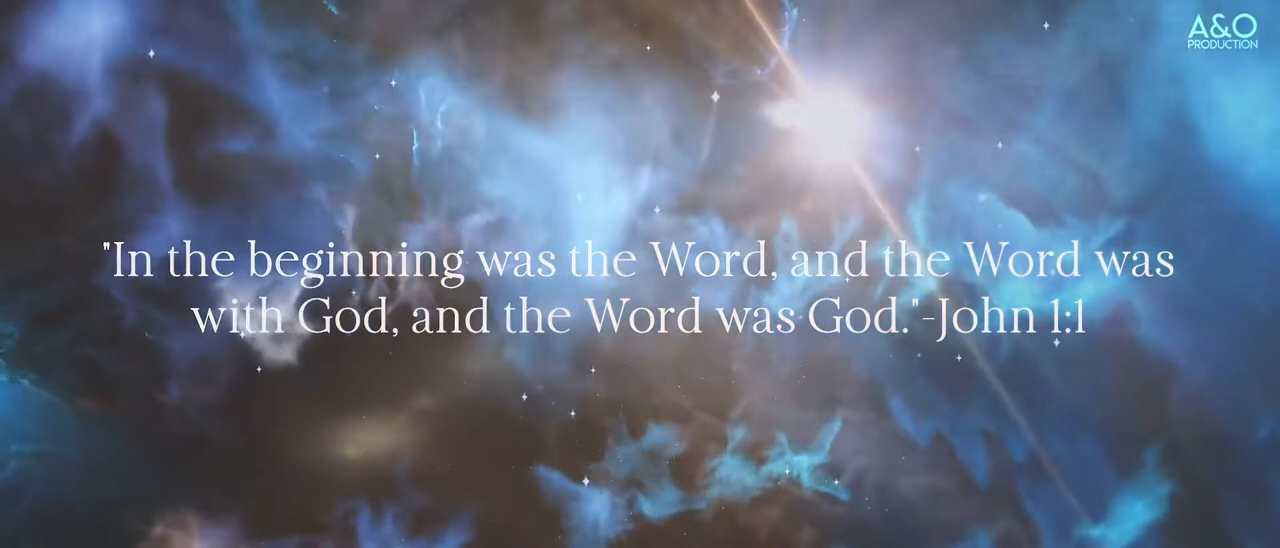 A&O
PRODUCTION
"In the beginning was the Word, and the Word was
with God, and the Word was God." -John 1:1